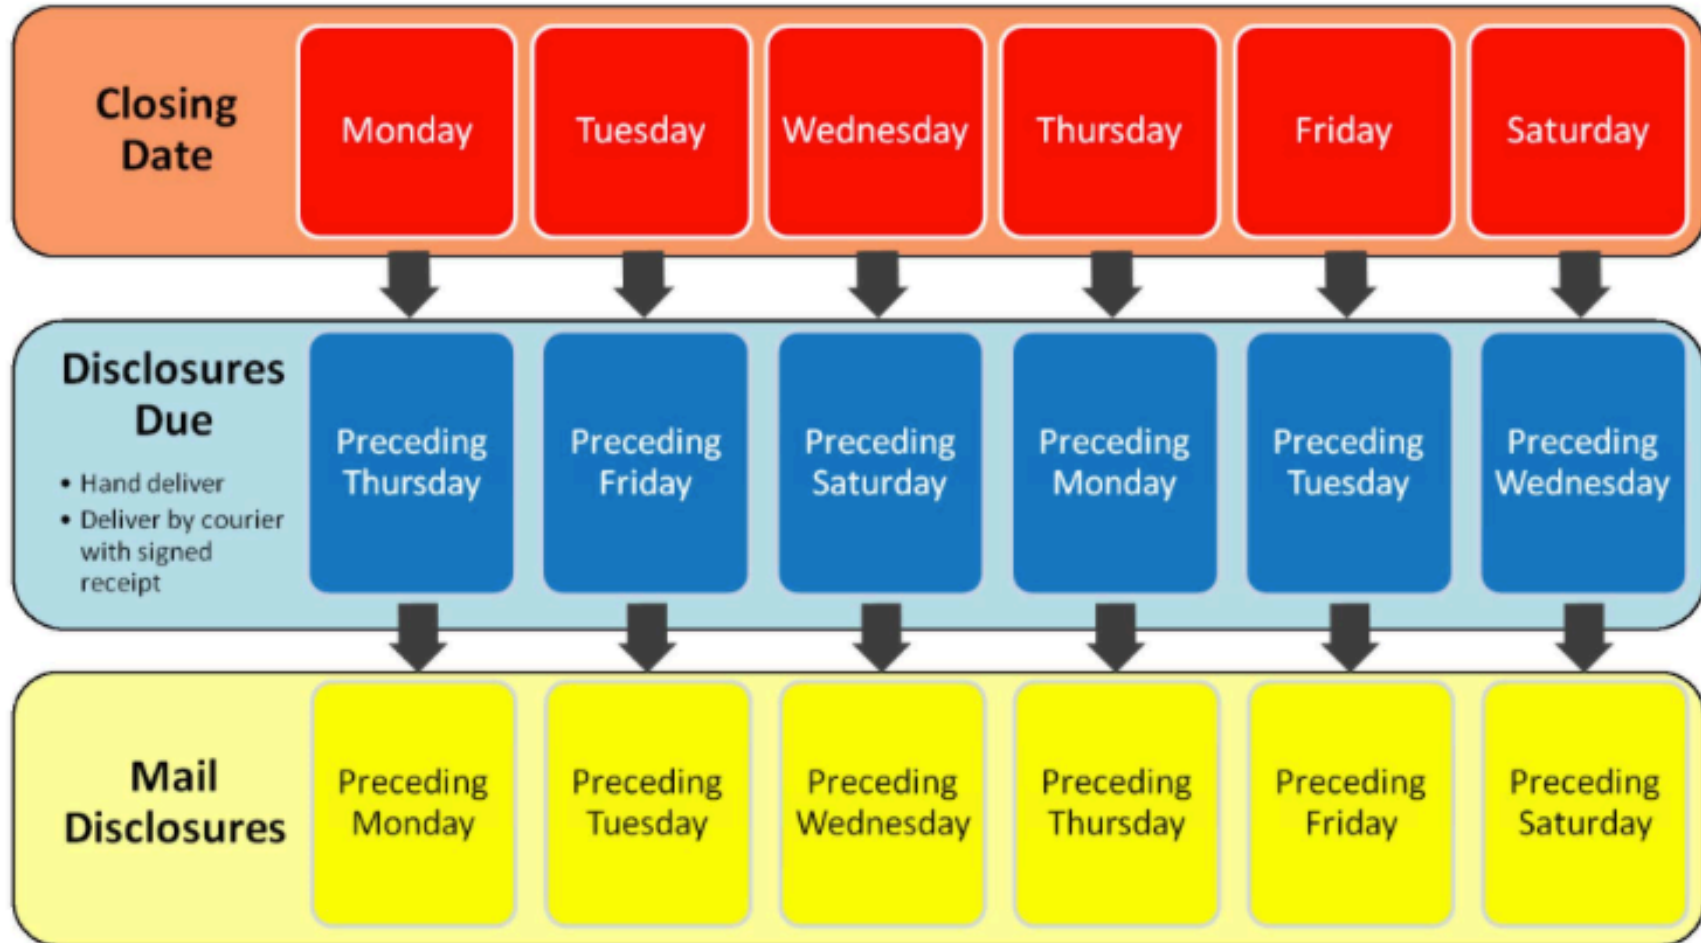 Closing
Date
Monday
Tuesday
Wednesday
Thursday
Friday
Saturday
Disclosures
Due
• Hand deliver
• Deliver by courier
with signed
receipt
Preceding
Thursday
Preceding
Friday
Preceding
Saturday
Preceding
Monday
Preceding
Tuesday
Preceding
Wednesday
Mail
Disclosures
Preceding
Monday
Preceding
Tuesday
Preceding
Wednesday
Preceding
Thursday
Preceding
Friday
Preceding
Saturday